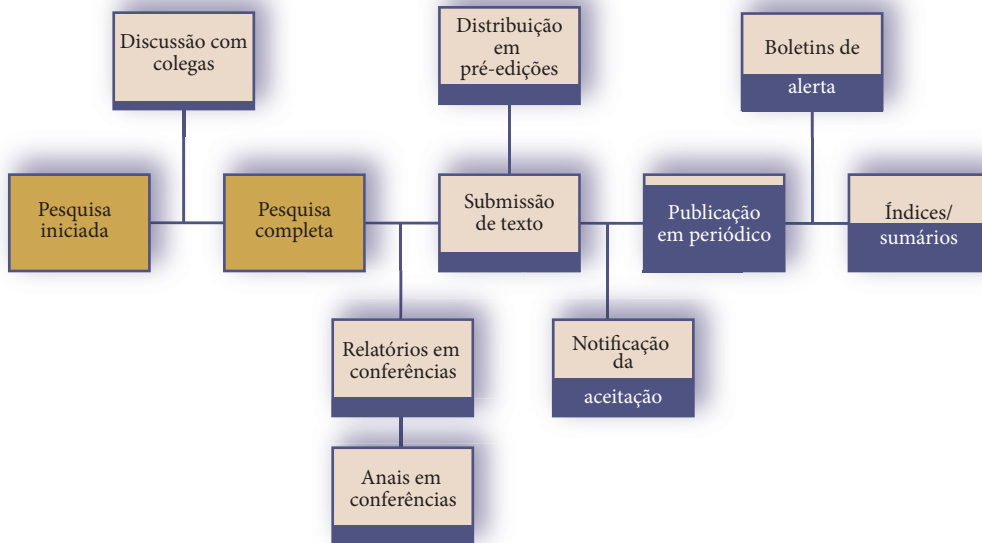 Discussão com
colegas
Distribuição
em
pré-edições
Boletins de
alerta
Pesquisa
iniciada
Pesquisa
completa
Submissão
de texto
Publicação
em periódico
Índices/
sumários
Relatórios em
conferências
Notificação
da
aceitação
Anais em
conferências